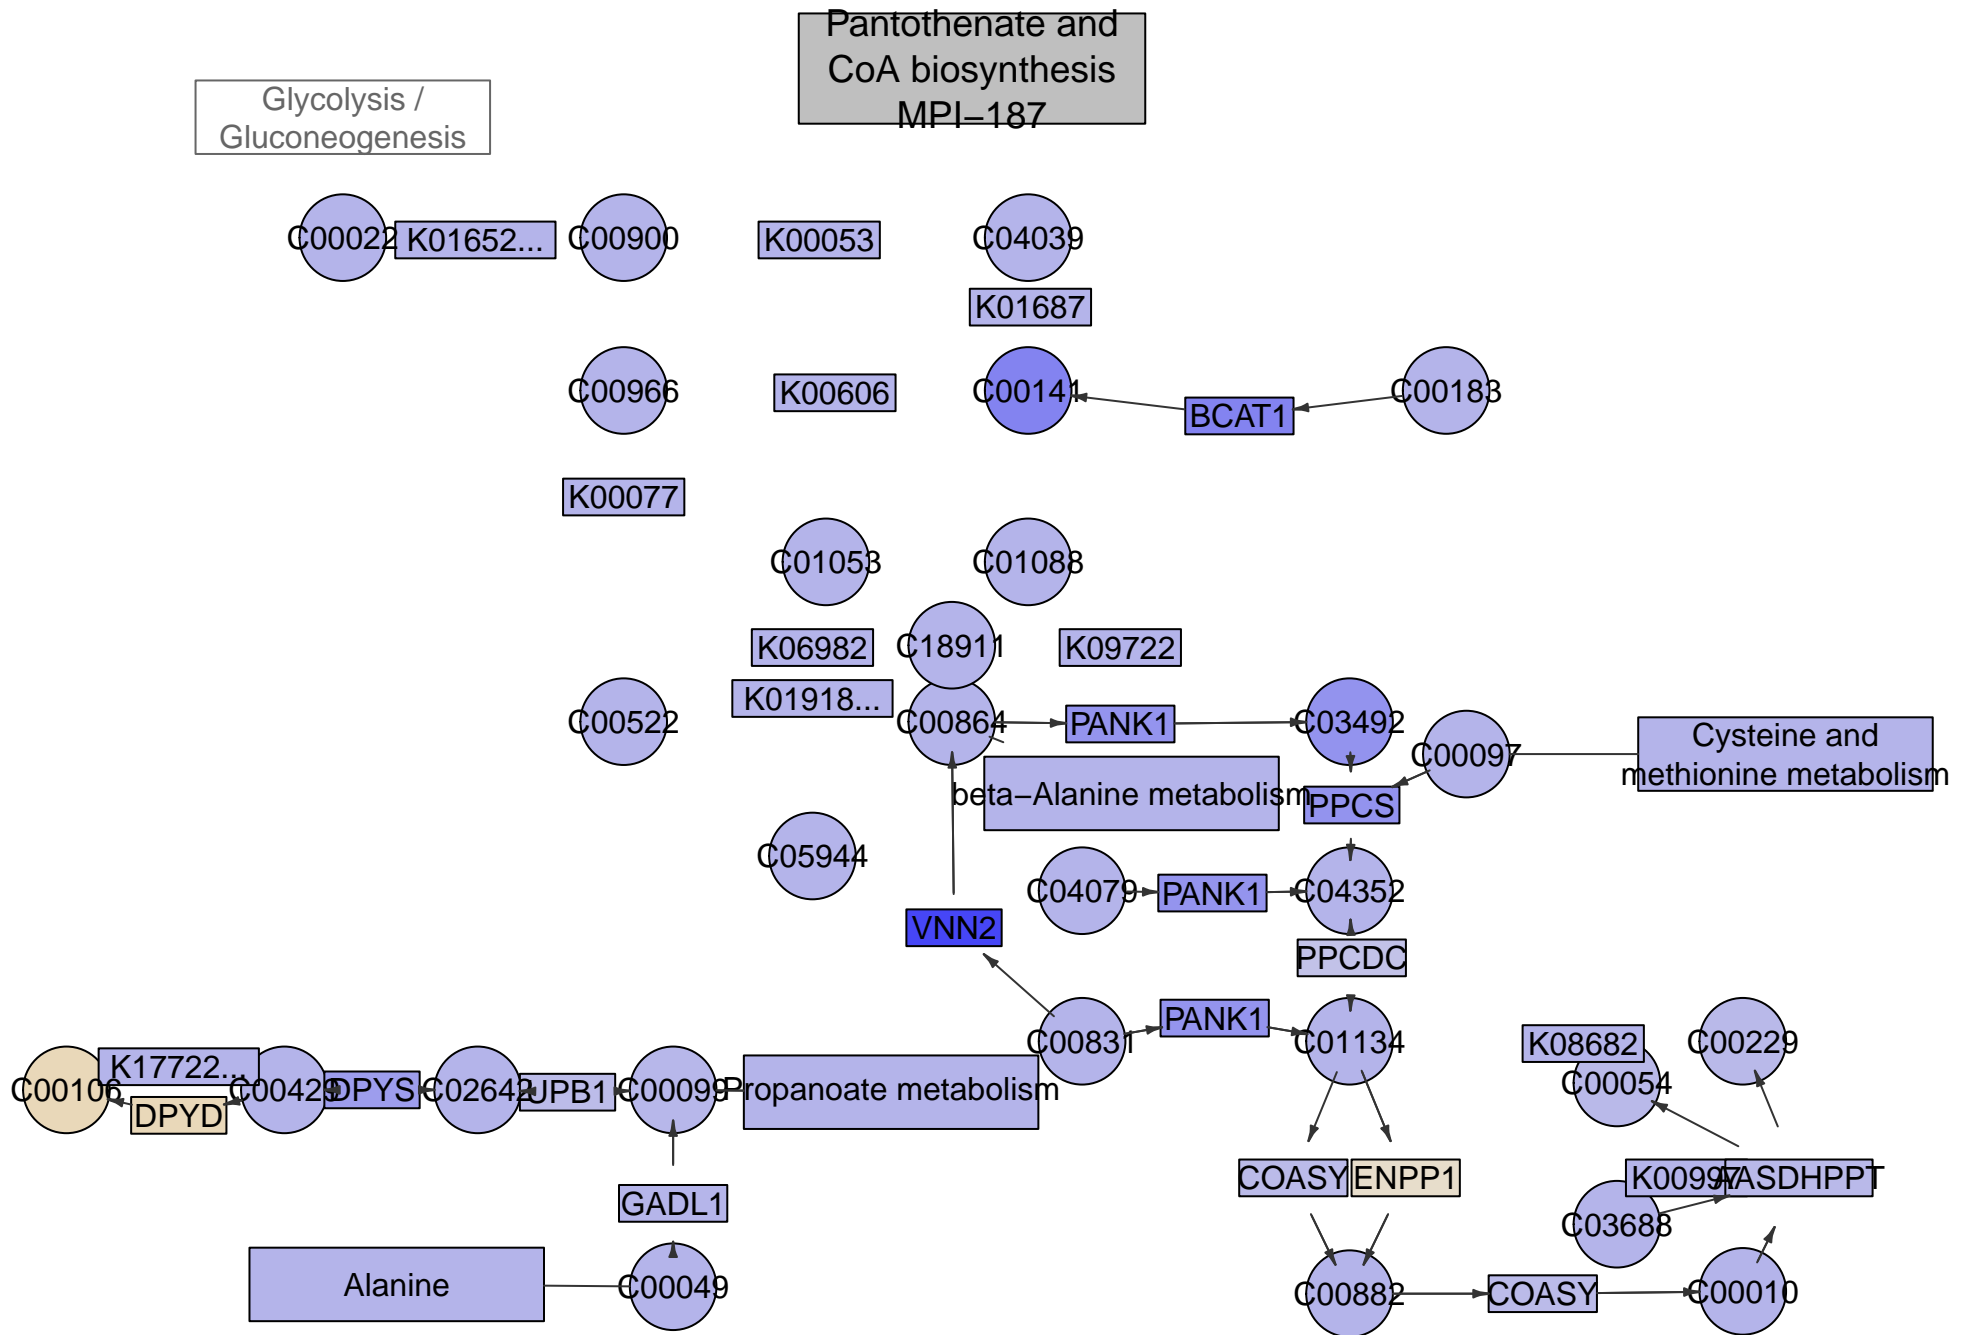 Pantothenate and
CoA biosynthesis
MPI−187
Glycolysis /
Gluconeogenesis
C00022
K01652...
C00900
K00053
C04039
K01687
C00966
K00606
C00141
BCAT1
C00183
K00077
C01053
C01088
K06982
C18911
K09722
K01918...
C00522
C00864
PANK1
C03492
C00097
Cysteine and
methionine metabolism
beta−Alanine metabolism
PPCS
C05944
C04079
PANK1
C04352
VNN2
PPCDC
C00831
PANK1
C01134
K08682
C00229
C00054
C00106
K17722...
DPYD
C00429
DPYS
C02642
UPB1
C00099
Propanoate metabolism
COASY
ENPP1
K00997
AASDHPPT
GADL1
C03688
Alanine
C00049
C00882
COASY
C00010